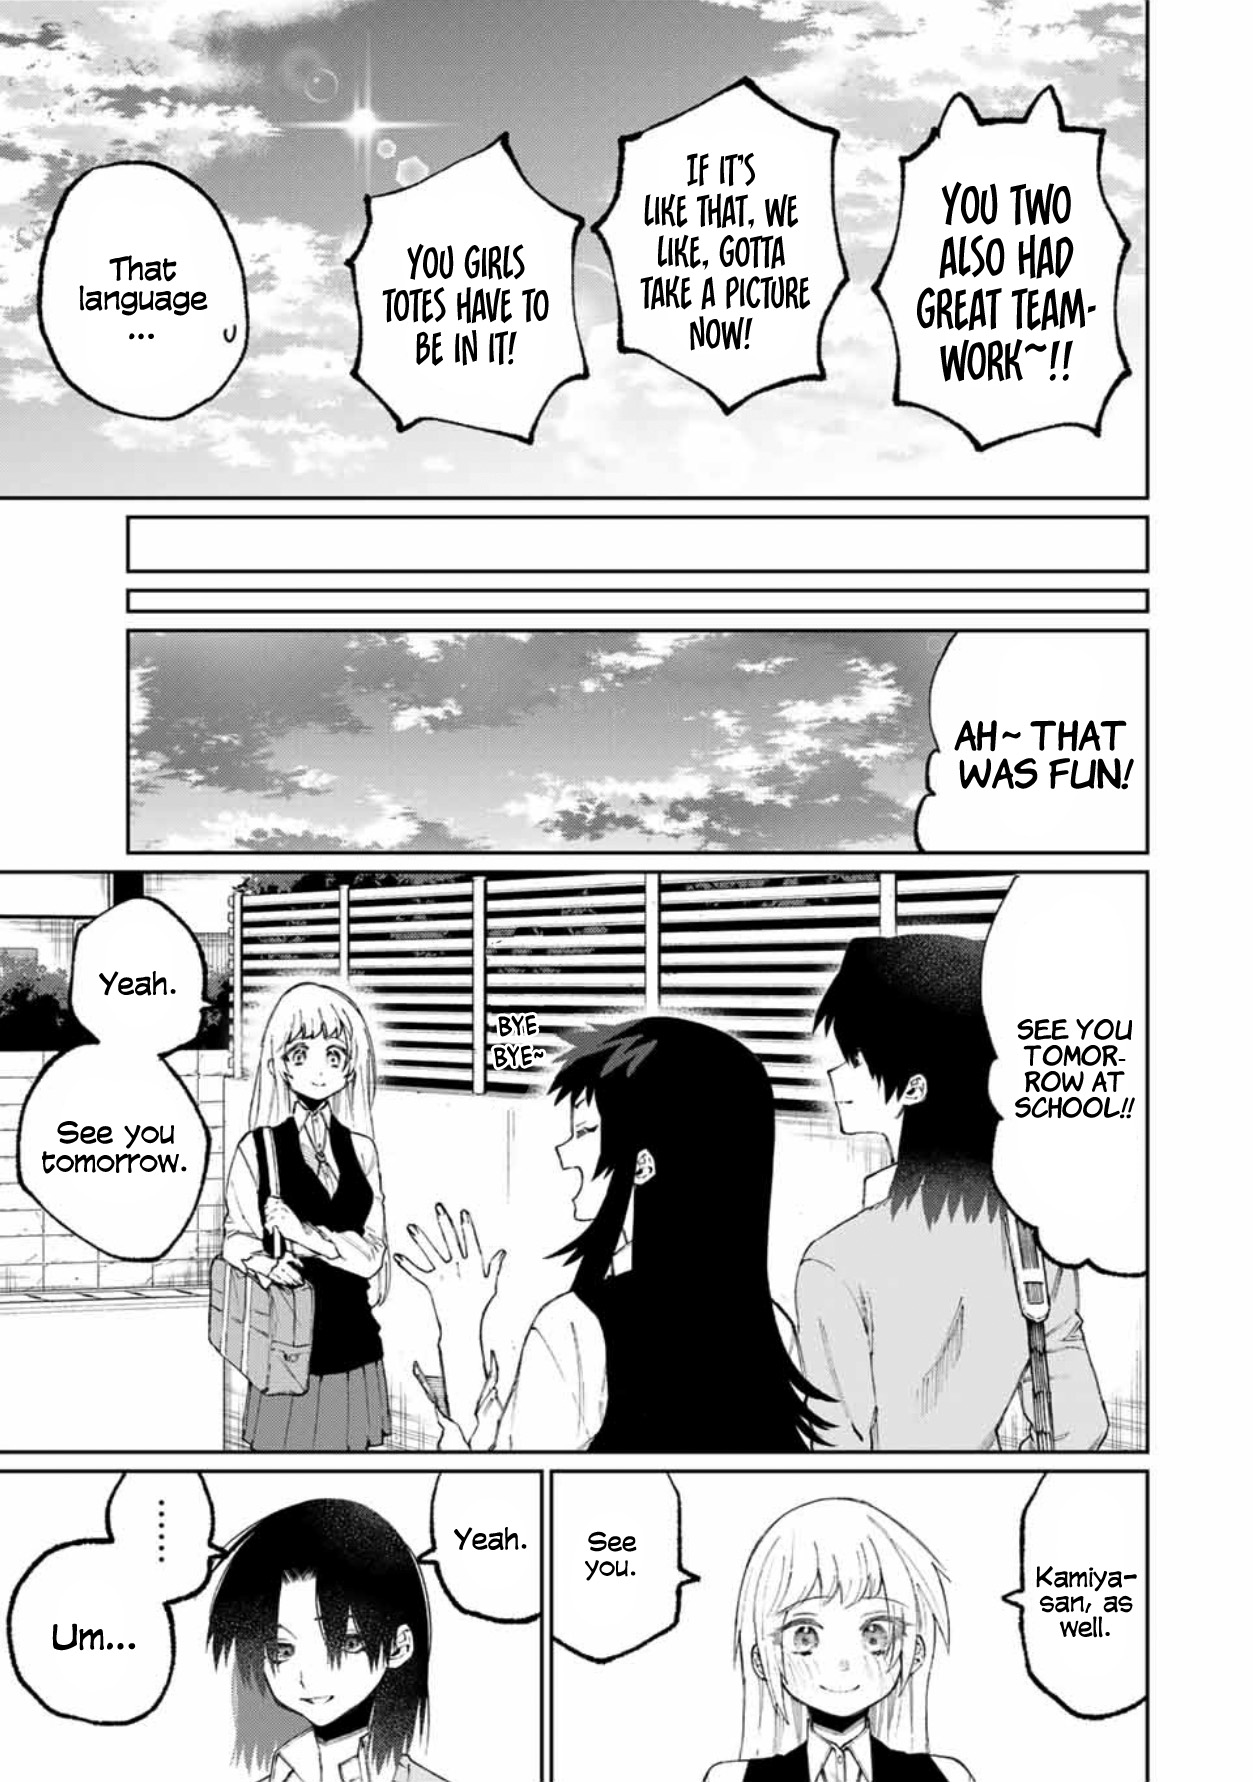 YOU TWO
ALSO HAD
GREAT TEAM-
WORK~!!
IF IT'S
LIKE THAT, WE
LIKE, GOTTA
TAKE A PICTURE
NOW!
YOU GIRLS
TOTES HAVE TO
BE IN IT!
That
language
...
AH~ THAT
WAS FUN!
SEE YOU
TOMOR-
ROW AT
SCHOOL!!
BYE
BYE~
Yeah.
See you
tomorrow.
Kamiya-
san, as
well.
See
you.
Yeah.
......
Um...